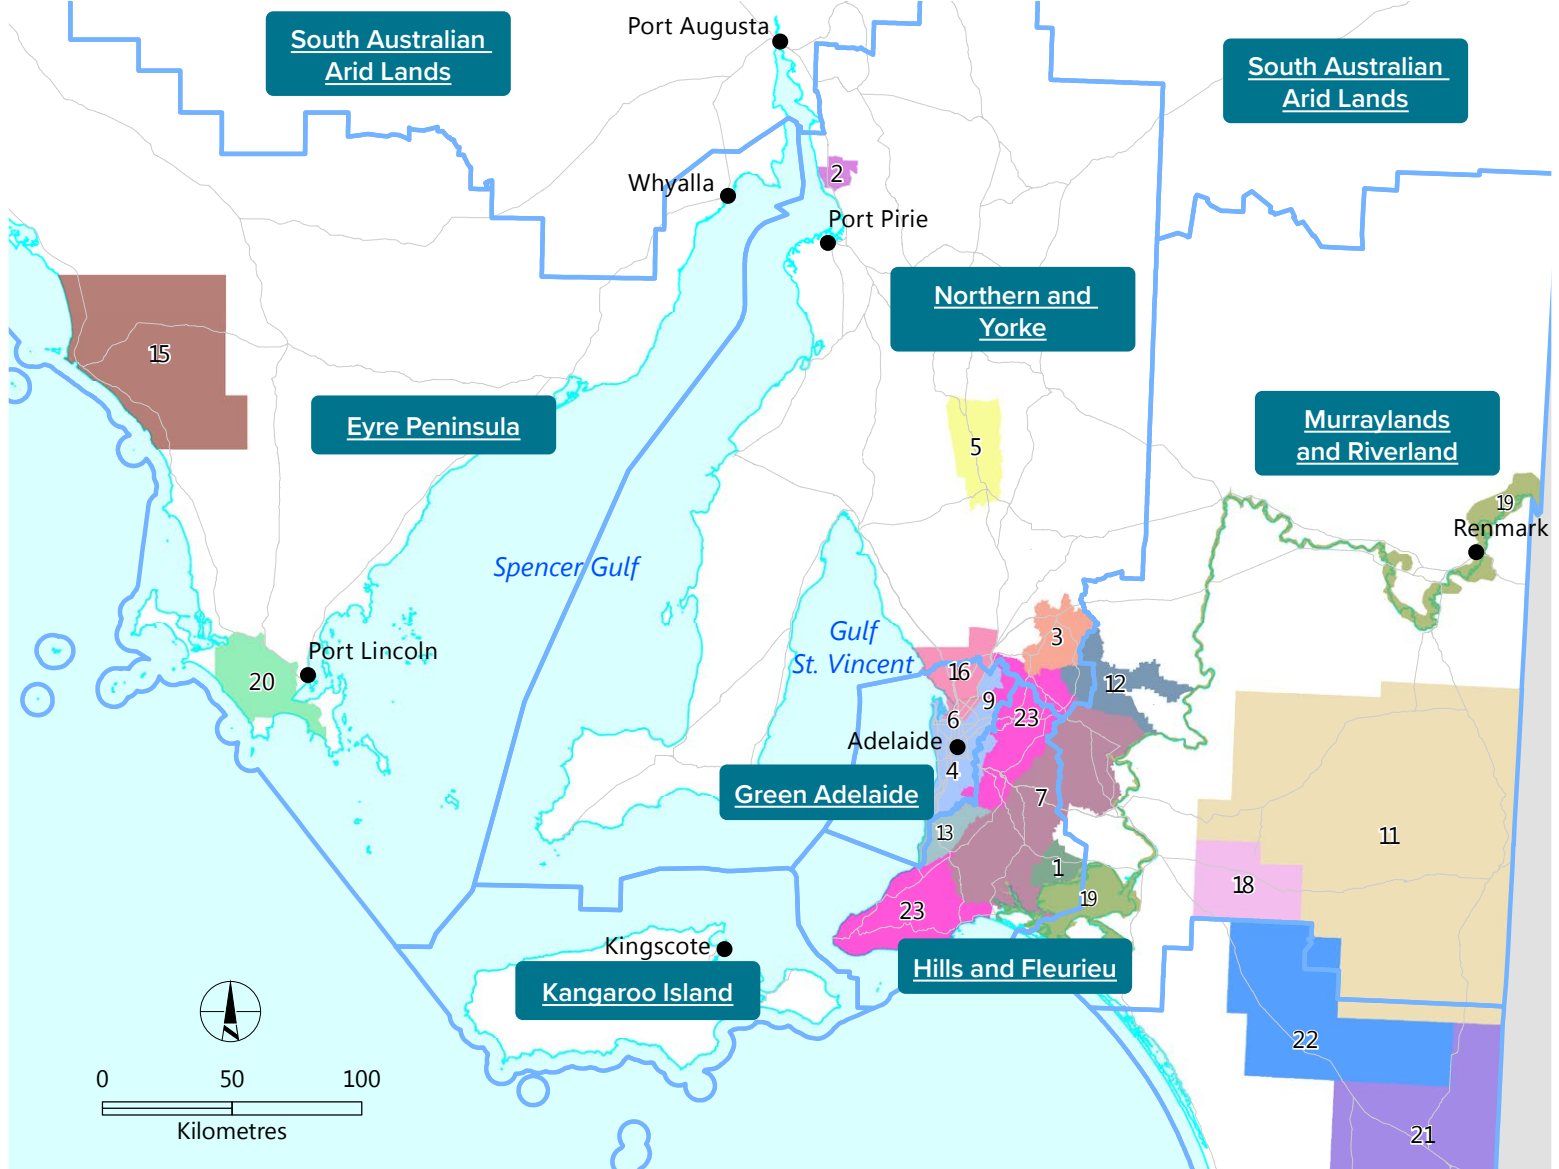 Port Augusta
South Australian
Arid Lands
South Australian
Arid Lands
2
Whyalla
Port Pirie
Northern and
Yorke
15
Eyre Peninsula
5
Murraylands
and Riverland
19
Renmark
Spencer Gulf
Gulf
St. Vincent
3
Port Lincoln
20
16
12
9
6
23
Adelaide
4
Green Adelaide
7
13
11
1
18
19
23
Kingscote
Hills and Fleurieu
Kangaroo Island
22
0 50 100
Kilometres
21